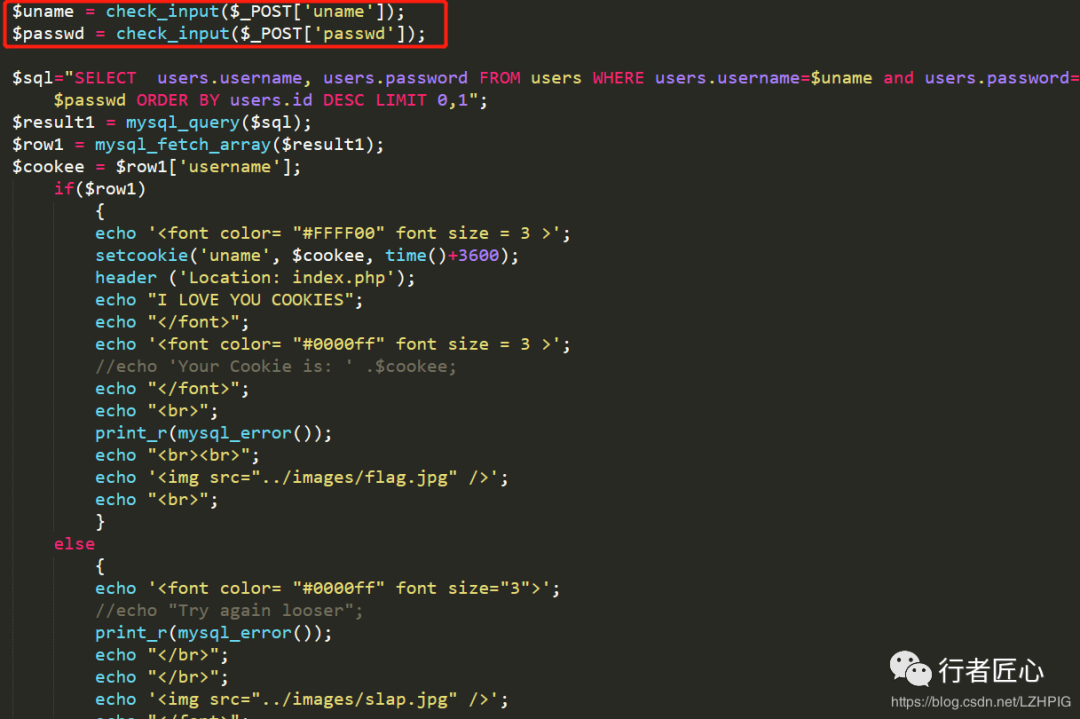 $uname = check_input($_POST['uname']);
$passwd = check_input($_POST['passwd']);
$sql="SELECT  users.username, users.password FROM users WHERE users.username=$uname and users.password=
$passwd ORDER BY users.id DESC LIMIT 0,1";
$result1 = mysql_query($sql);
$row1 = mysql_fetch_array($result1);
$cookee = $row1['username'];
if($row1)
{
echo '<font color= "#FFFF00" font size = 3 >';
setcookie('uname', $cookee, time()+3600);
header ('Location: index.php');
echo "I LOVE YOU COOKIES";
echo "</font>";
echo '<font color= "#0000ff" font size = 3 >';
//echo 'Your Cookie is: ' .$cookee;
echo "</font>";
echo "<br>";
print_r(mysql_error());
echo "<br><br>";
echo '<img src="../images/flag.jpg" />';
echo "<br>";
}
else
{
echo '<font color= "#0000ff" font size="3">';
//echo "Try again looser";
print_r(mysql_error());
echo "</br>";
echo "</br>";
echo '<img src="../images/slap.jpg" />';
echo "</font>";
行者匠心
https://blog.csdn.net/LZHPIG